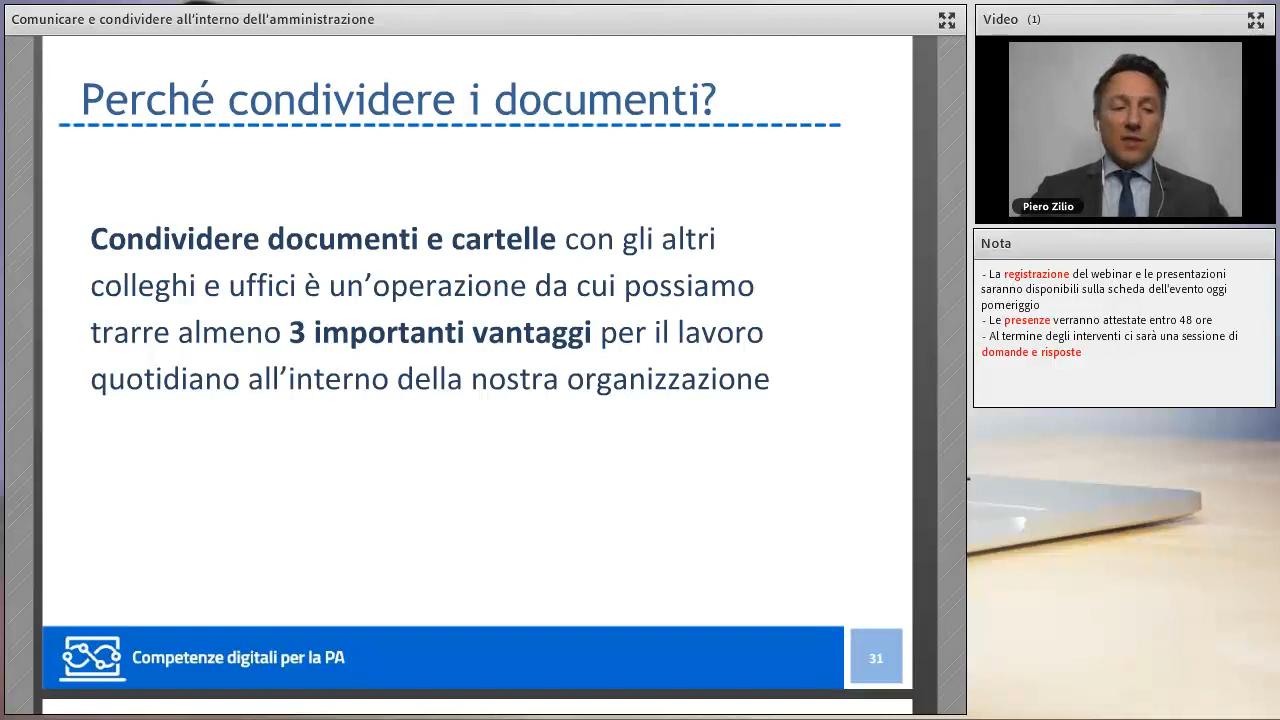 Comunicare e condividere all'interno dell'amministrazione
Perché condividere i documenti?
Condividere documenti e cartelle con gli altri
colleghi e uffici è un'operazione da cui possiamo
trarre almeno 3 importanti vantaggi per il lavoro
quotidiano all'interno della nostra organizzazione
Competenze digitali per la PA
31
Video (1)
Piero Zilio
Nota
- La registrazione del webinar e le presentazioni
saranno disponibili sulla scheda dell'evento oggi
pomeriggio
- Le presenze verranno attestate entro 48 ore
- Al termine degli interventi ci sarà una sessione di
domande e risposte